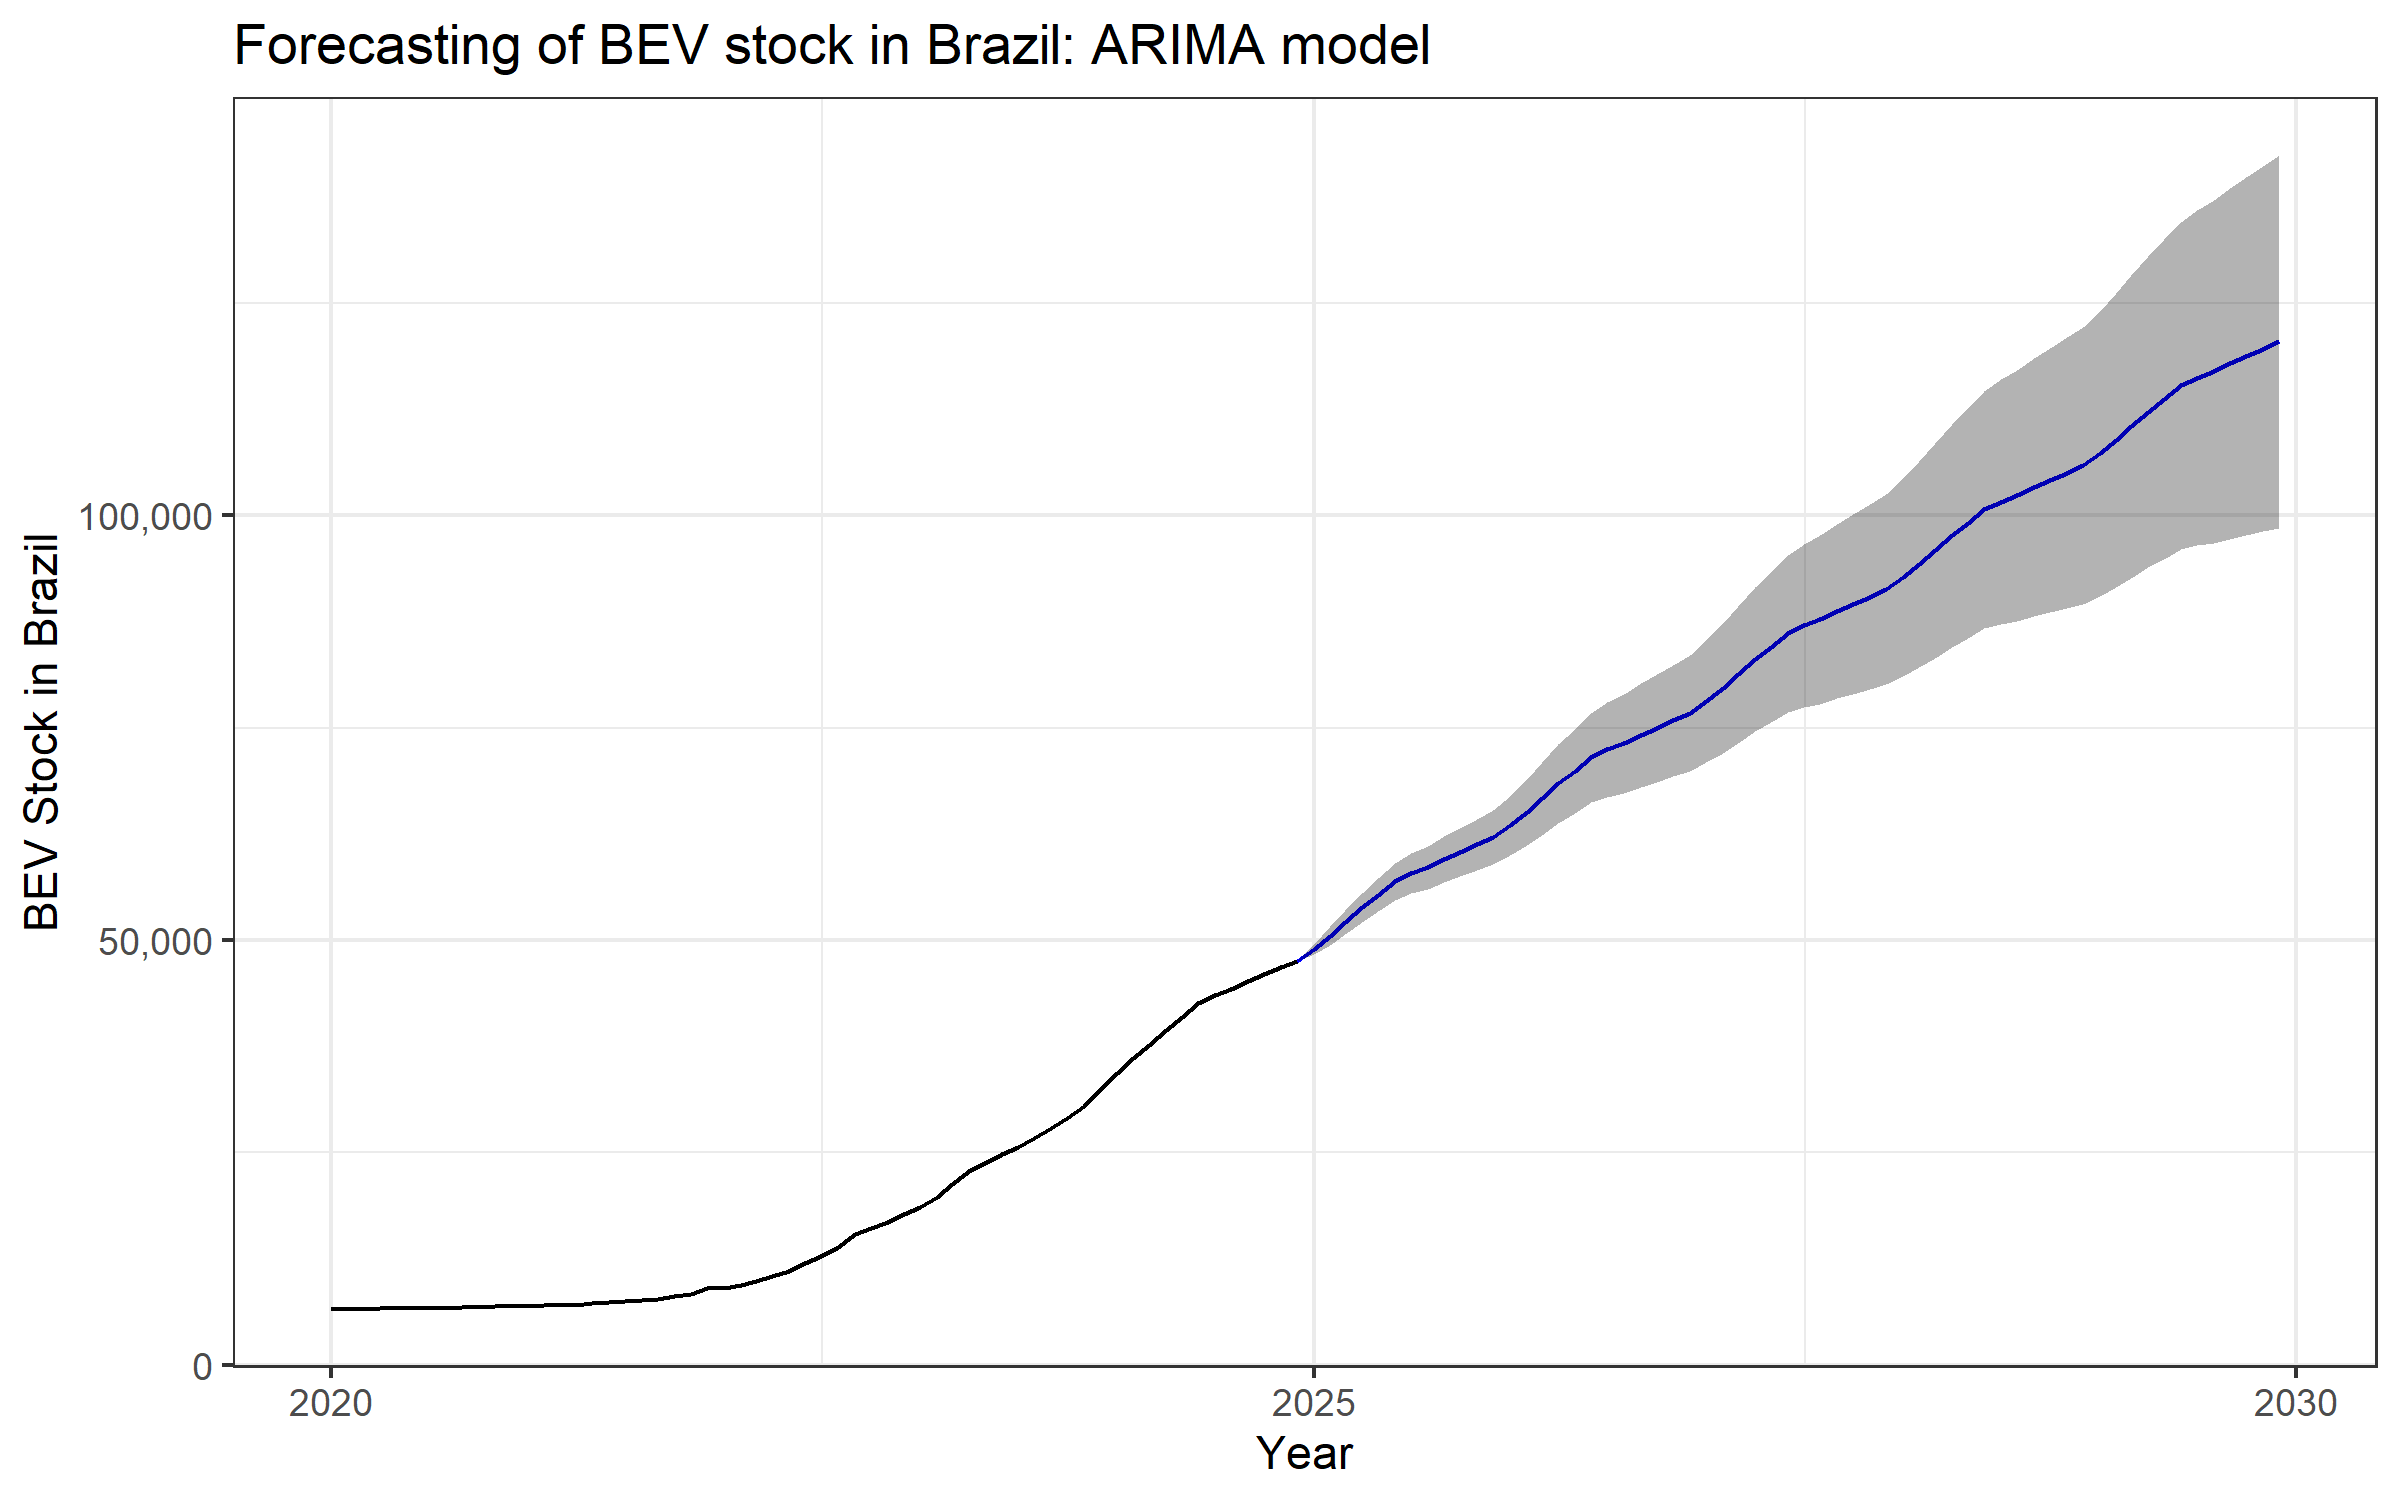 Forecasting of BEV stock in Brazil: ARIMA model
BEV Stock in Brazil
100,000
50,000
0
2020
2025
2030
Year